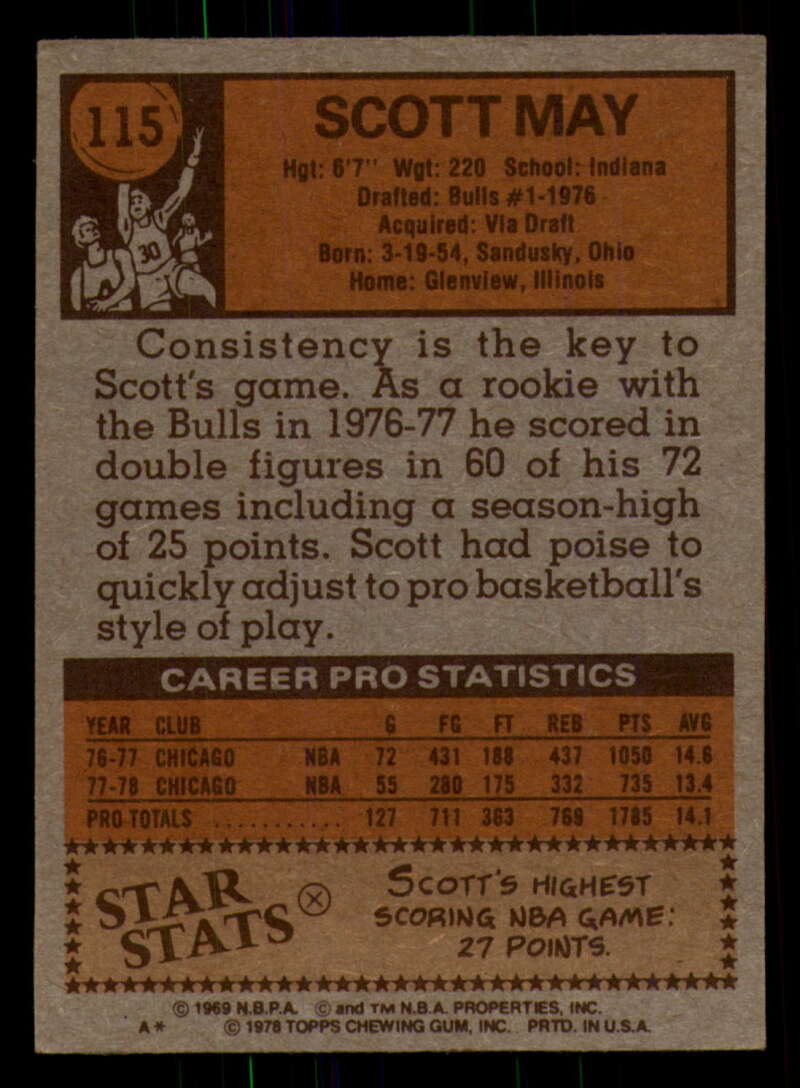 115
SCOTT MAY
Hgt: 6'7" Wgt: 220 School: Indiana
Drafted: Bulls #1-1976
Acquired: Via Draft
Born: 3-19-54, Sandusky, Ohio
Home: Glenview, Illinois
30
Consistency is the key to
Scott's game. As a rookie with
the Bulls in 1976-77 he scored in
double figures in 60 of his 72
games including a season-high
of 25 points. Scott had poise to
quickly adjust to pro basketball's
style of play.
CAREER PRO STATISTICS
YEAR CLUB G FG FT REB PTS AVG
76-77 CHICAGO NBA 72 431 188 437 1050 14.6
77-78 CHICAGO NBA 55 280 175 332 735 13.4
PRO TOTALS ........... 127 711 363 769 1785 14.1
STAR
STATS
SCOTT'S HIGHEST
SCORING NBA GAME:
27 POINTS.
© 1969 N.B.P.A. © and TM N.B.A. PROPERTIES, INC.
A* © 1978 TOPPS CHEWING GUM, INC. PRTD. IN U.S.A.